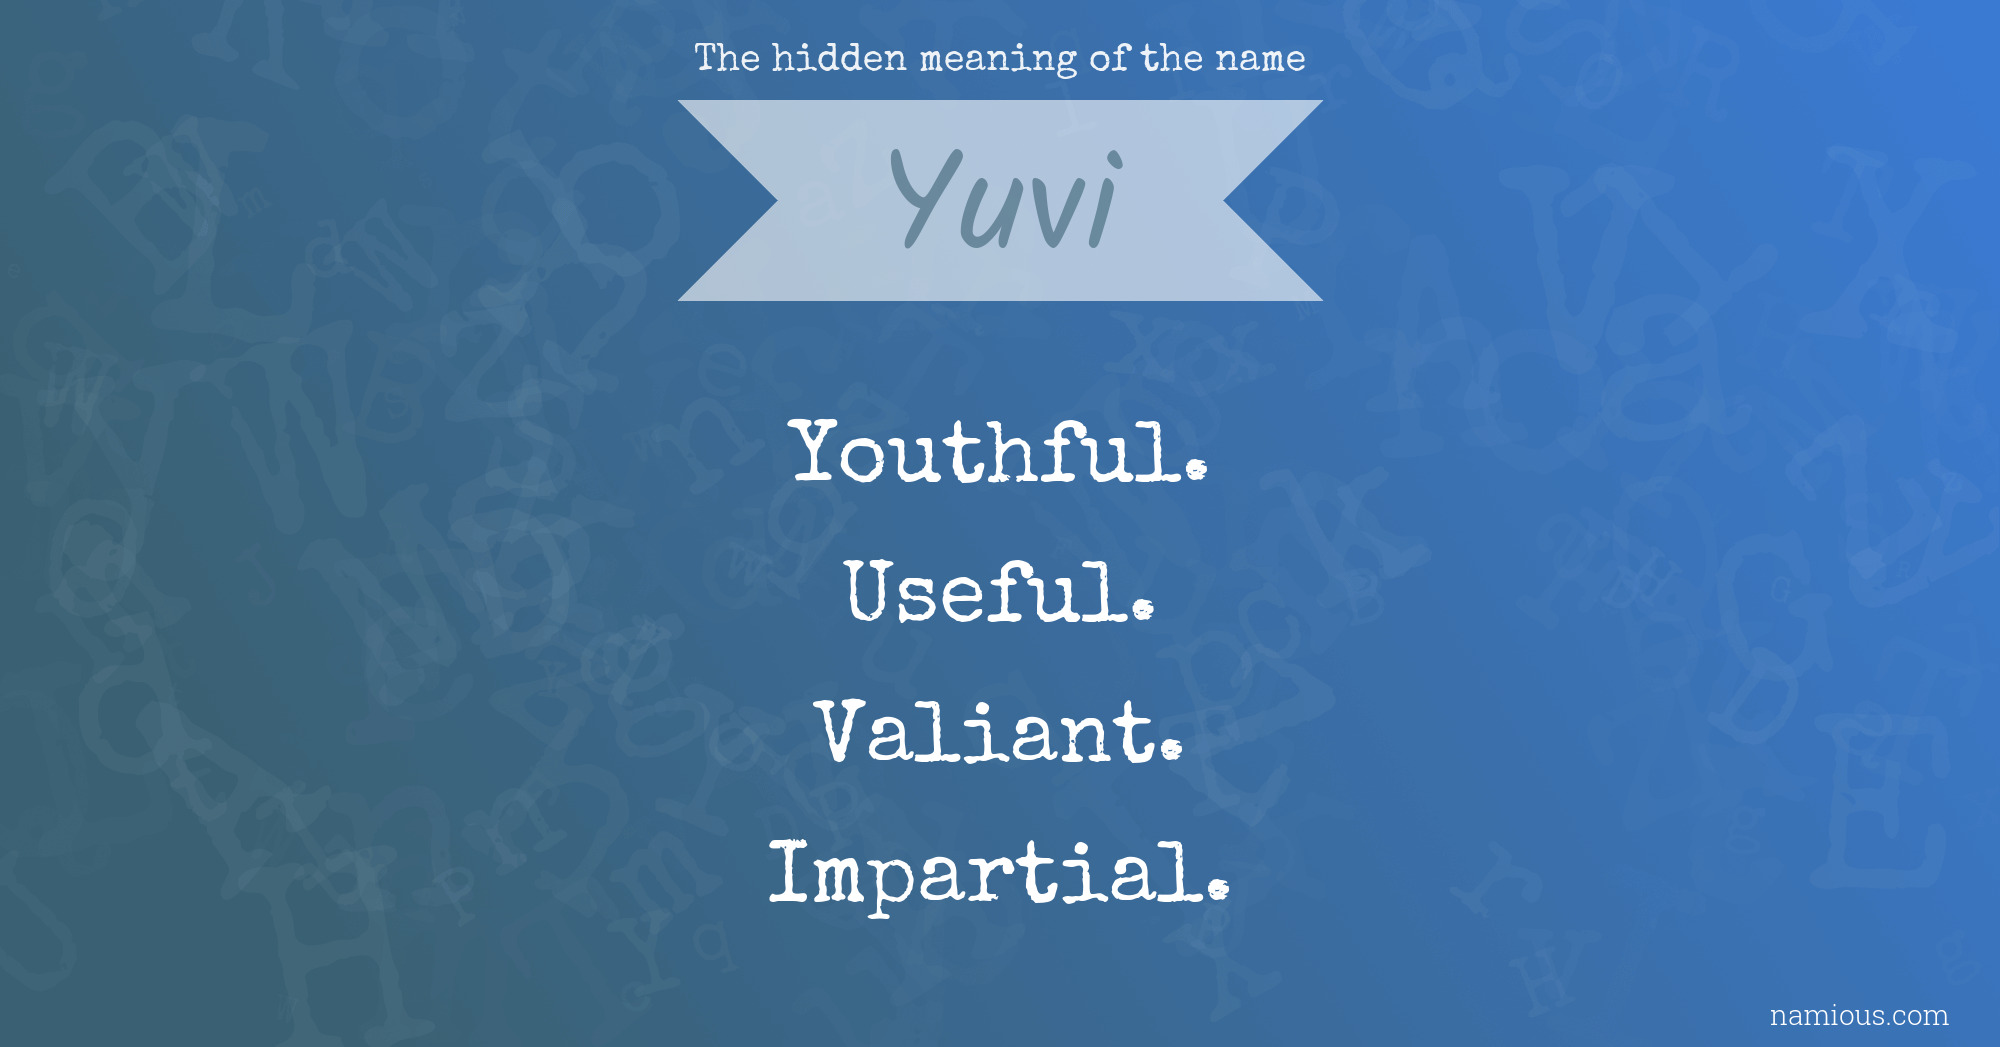 The hidden meaning of the name
Yuvi
Youthful.
Useful.
Valiant.
Impartial.
namious.com